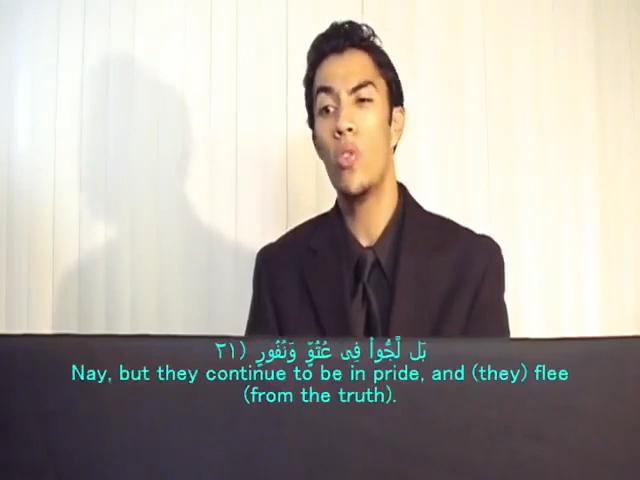 بَل لَّجُّواْ فِى عُتُوٍّ وَنُفُورٍ (٢١
Nay, but they continue to be in pride, and (they) flee
(from the truth).